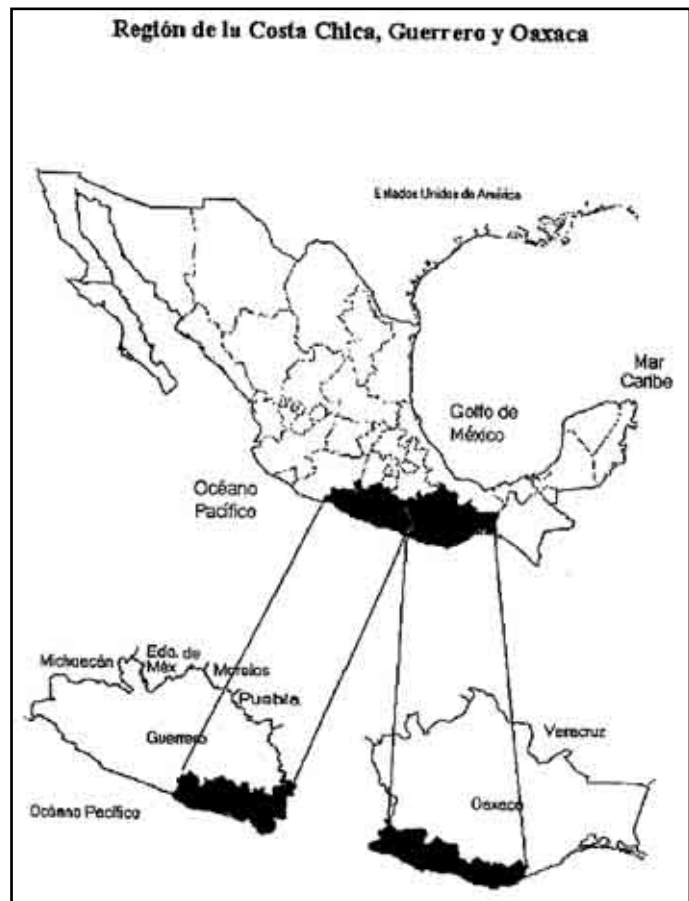 Región de la Costa Chica, Guerrero y Oaxaca
Estados Unidos de América
Mar
Caribe
Golfo de
México
Océano
Pacífico
Michoacán
Edo. de
Méx
Morelos
Puebla
Guerrero
Océano Pacífico
Veracruz
Oaxaca